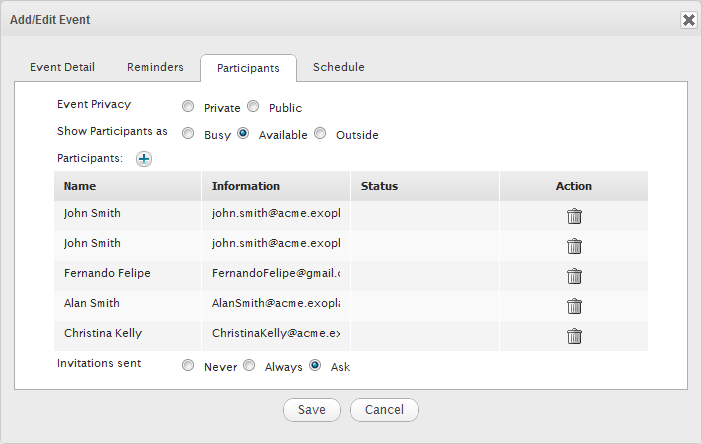 Add/Edit Event
Event Detail Reminders Participants Schedule
Event Privacy Private Public
Show Participants as Busy Available Outside
Participants:
Name Information Status Action
John Smith john.smith@acme.exopl
John Smith john.smith@acme.exopl
Fernando Felipe FernandoFelipe@gmail.c
Alan Smith AlanSmith@acme.exopla
Christina Kelly ChristinaKelly@acme.ex
Invitations sent Never Always Ask
Save Cancel